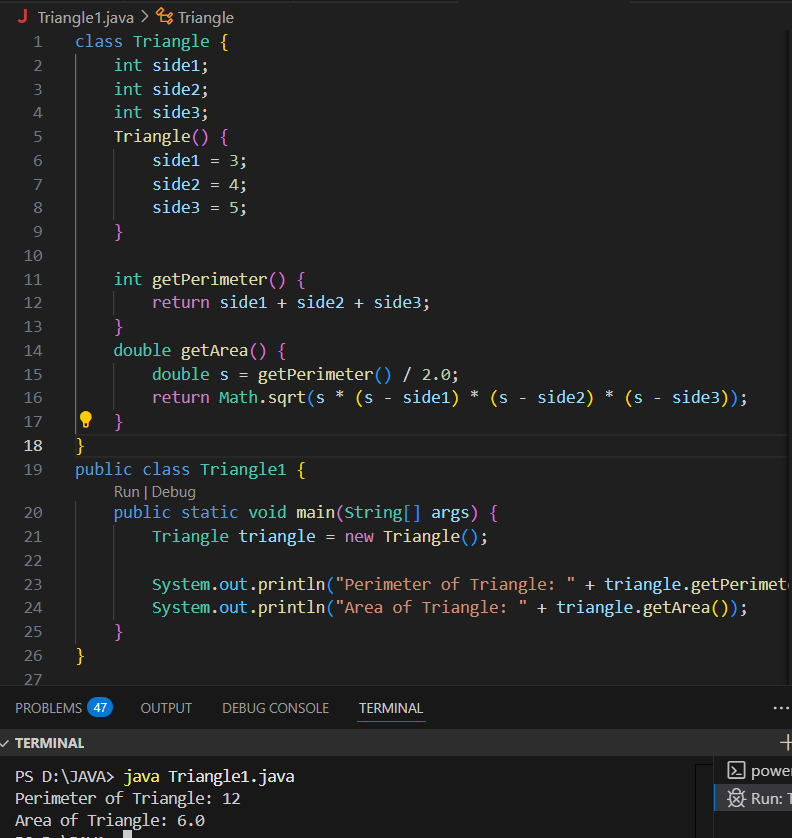 J Triangle1.java > Triangle
1 class Triangle {
2 int side1;
3 int side2;
4 int side3;
5 Triangle() {
6 side1 = 3;
7 side2 = 4;
8 side3 = 5;
9 }
10
11 int getPerimeter() {
12 return side1 + side2 + side3;
13 }
14 double getArea() {
15 double s = getPerimeter() / 2.0;
16 return Math.sqrt(s * (s - side1) * (s - side2) * (s - side3));
17 }
18 }
19 public class Triangle1 {
Run | Debug
20 public static void main(String[] args) {
21 Triangle triangle = new Triangle();
22
23 System.out.println("Perimeter of Triangle: " + triangle.getPerimet
24 System.out.println("Area of Triangle: " + triangle.getArea());
25 }
26 }
27
PROBLEMS 47 OUTPUT DEBUG CONSOLE TERMINAL ...
TERMINAL +
PS D:\JAVA> java Triangle1.java
Perimeter of Triangle: 12
Area of Triangle: 6.0
power
Run: T